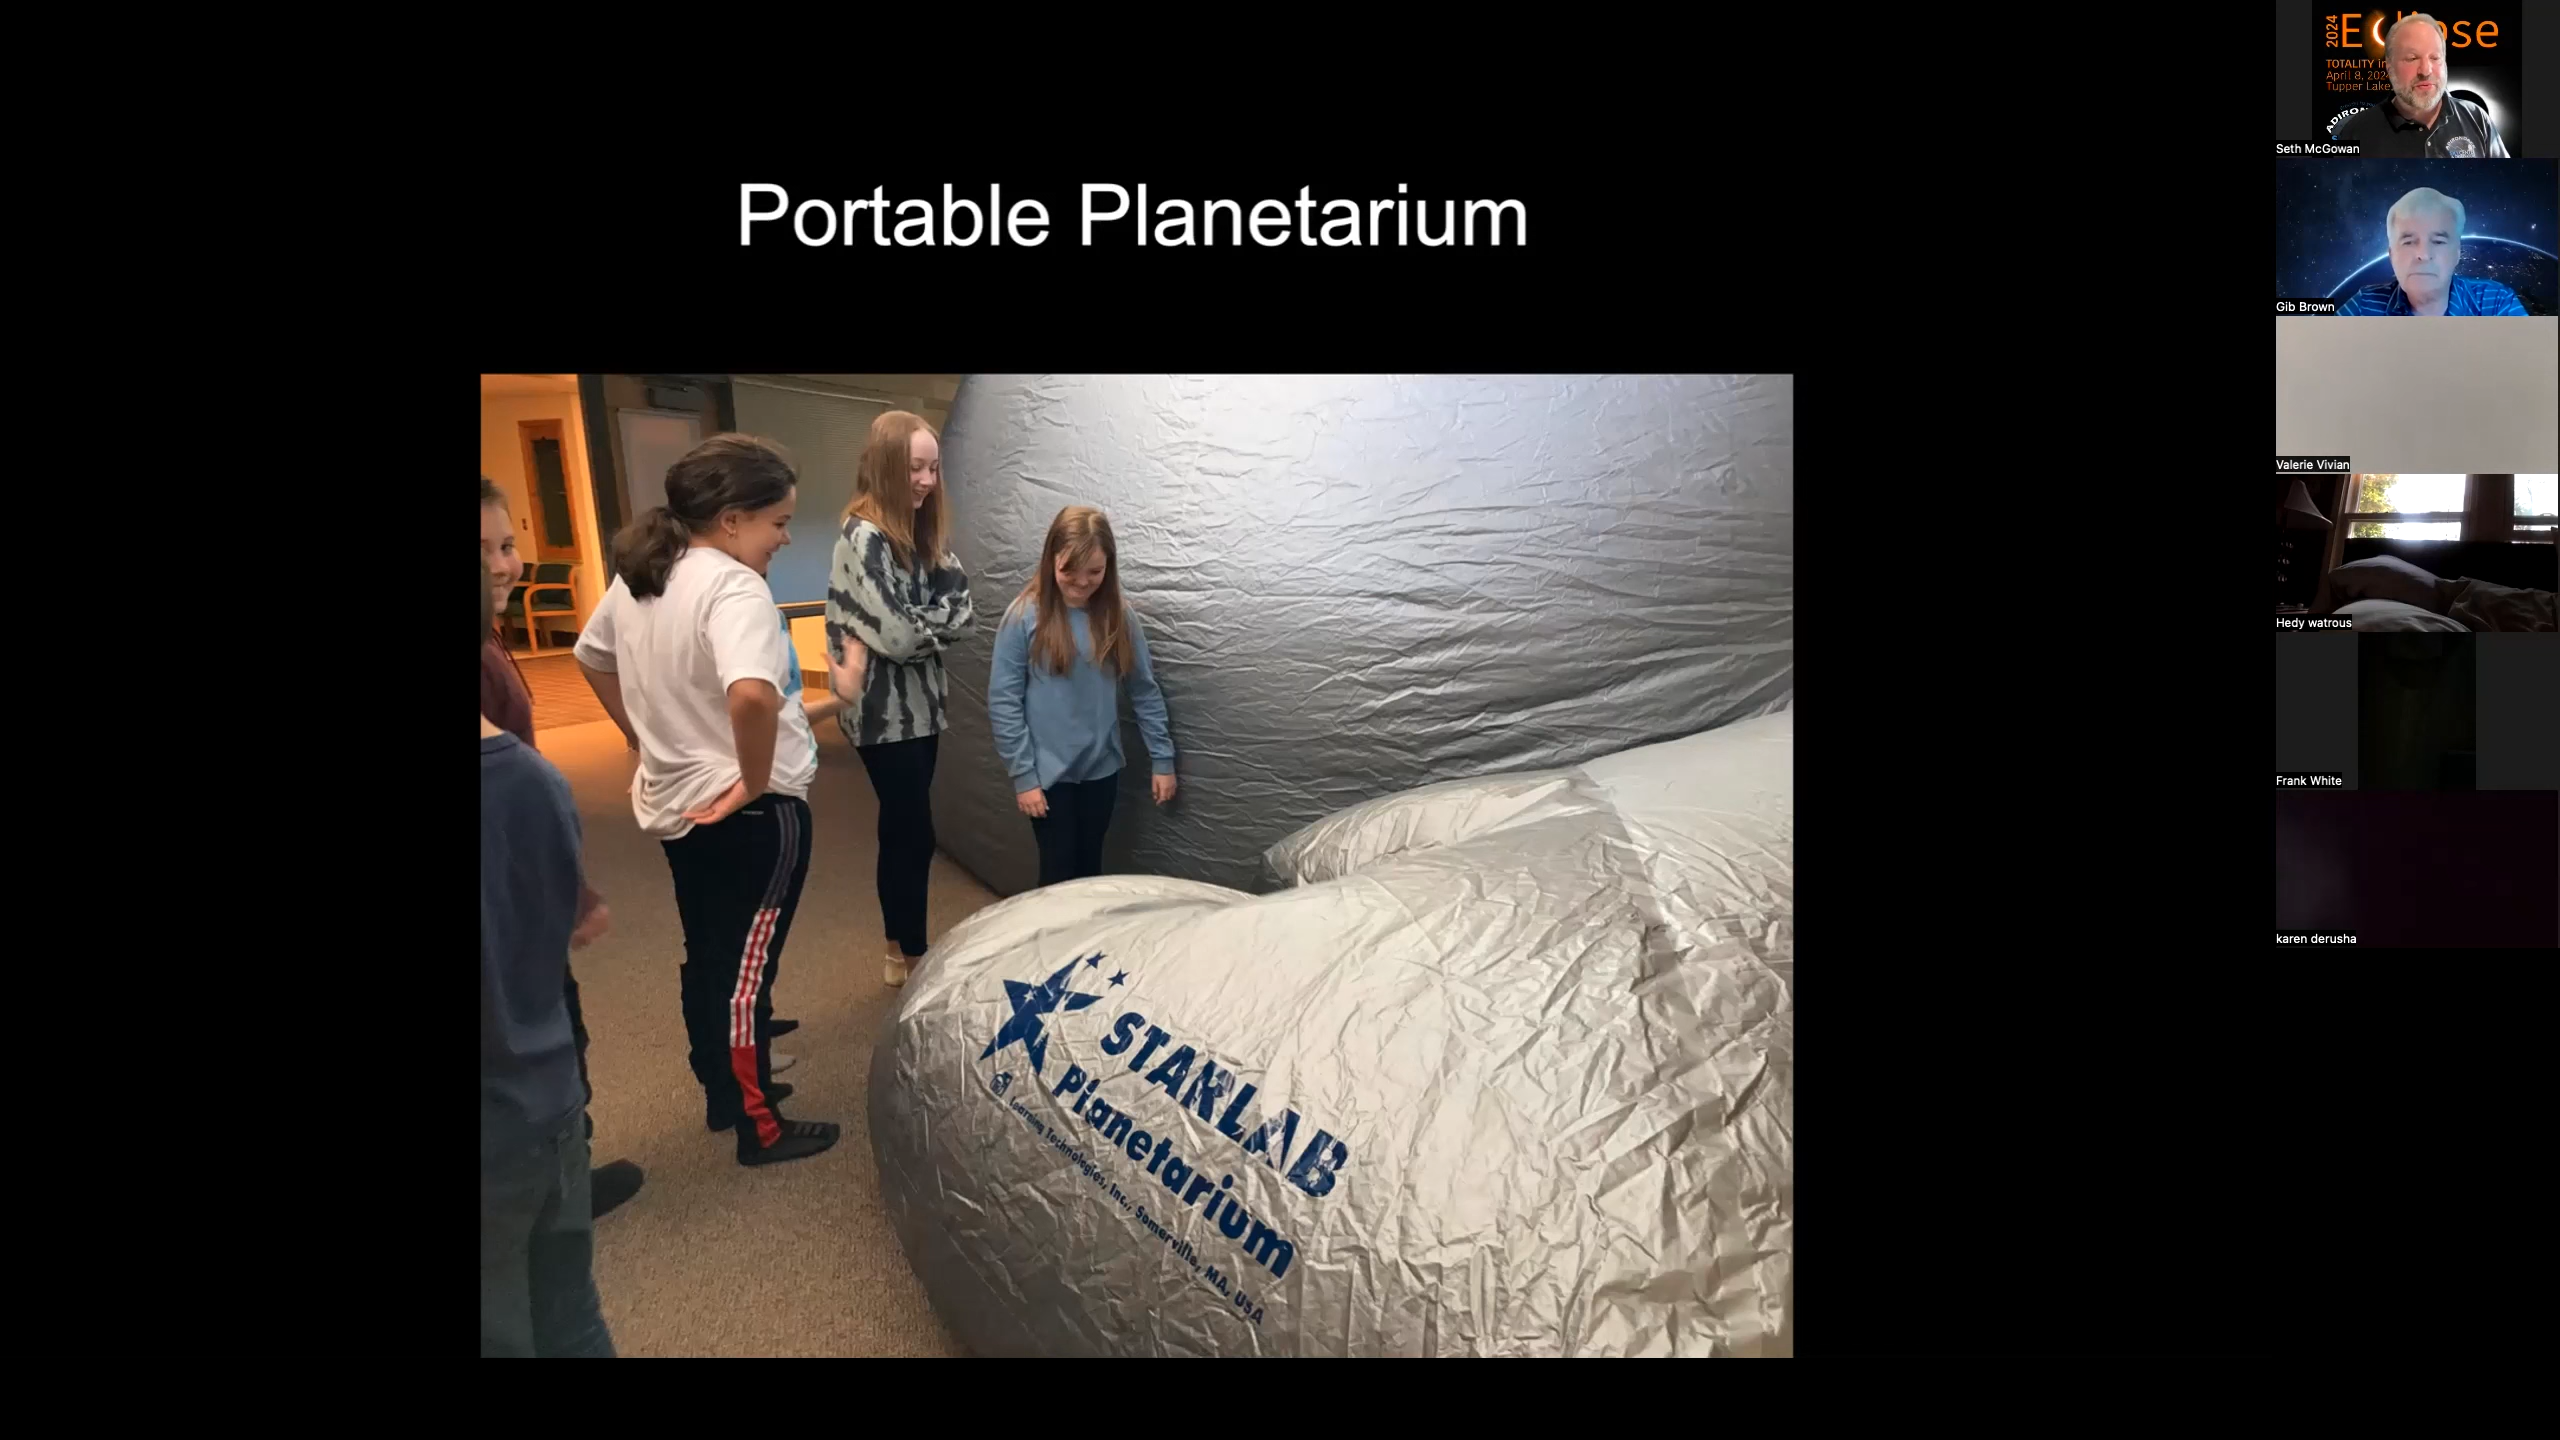 Portable Planetarium
STARLAB
Planetarium
Learning Technologies, Inc., Somerville, MA, USA
2024
TOTALITY in
April 8, 2024
Tupper Lake
Seth McGowan
Gib Brown
Valerie Vivian
Hedy watrous
Frank White
karen derusha